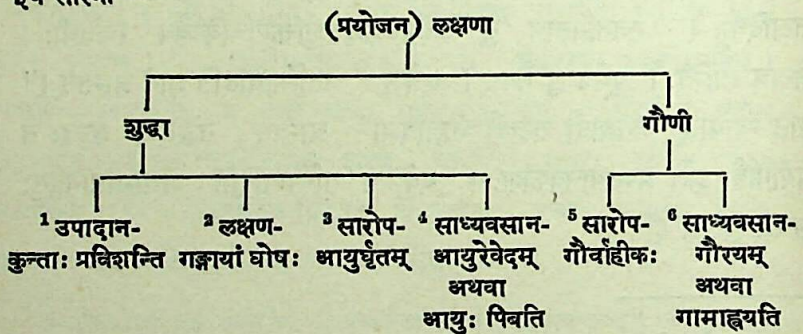 (प्रयोजन) लक्षणा
शुद्धा गौणी
¹ उपादान- ² लक्षण- ³ सारोप- ⁴ साध्यवसान- ⁵ सारोप- ⁶ साध्यवसान-
कुन्ताः प्रविशन्ति गङ्गायां घोषः आयुर्घृतम् आयुरेवेदम् गौर्वाहीकः गौरयम्
अथवा अथवा
आयुः पिबति गामाह्वयति